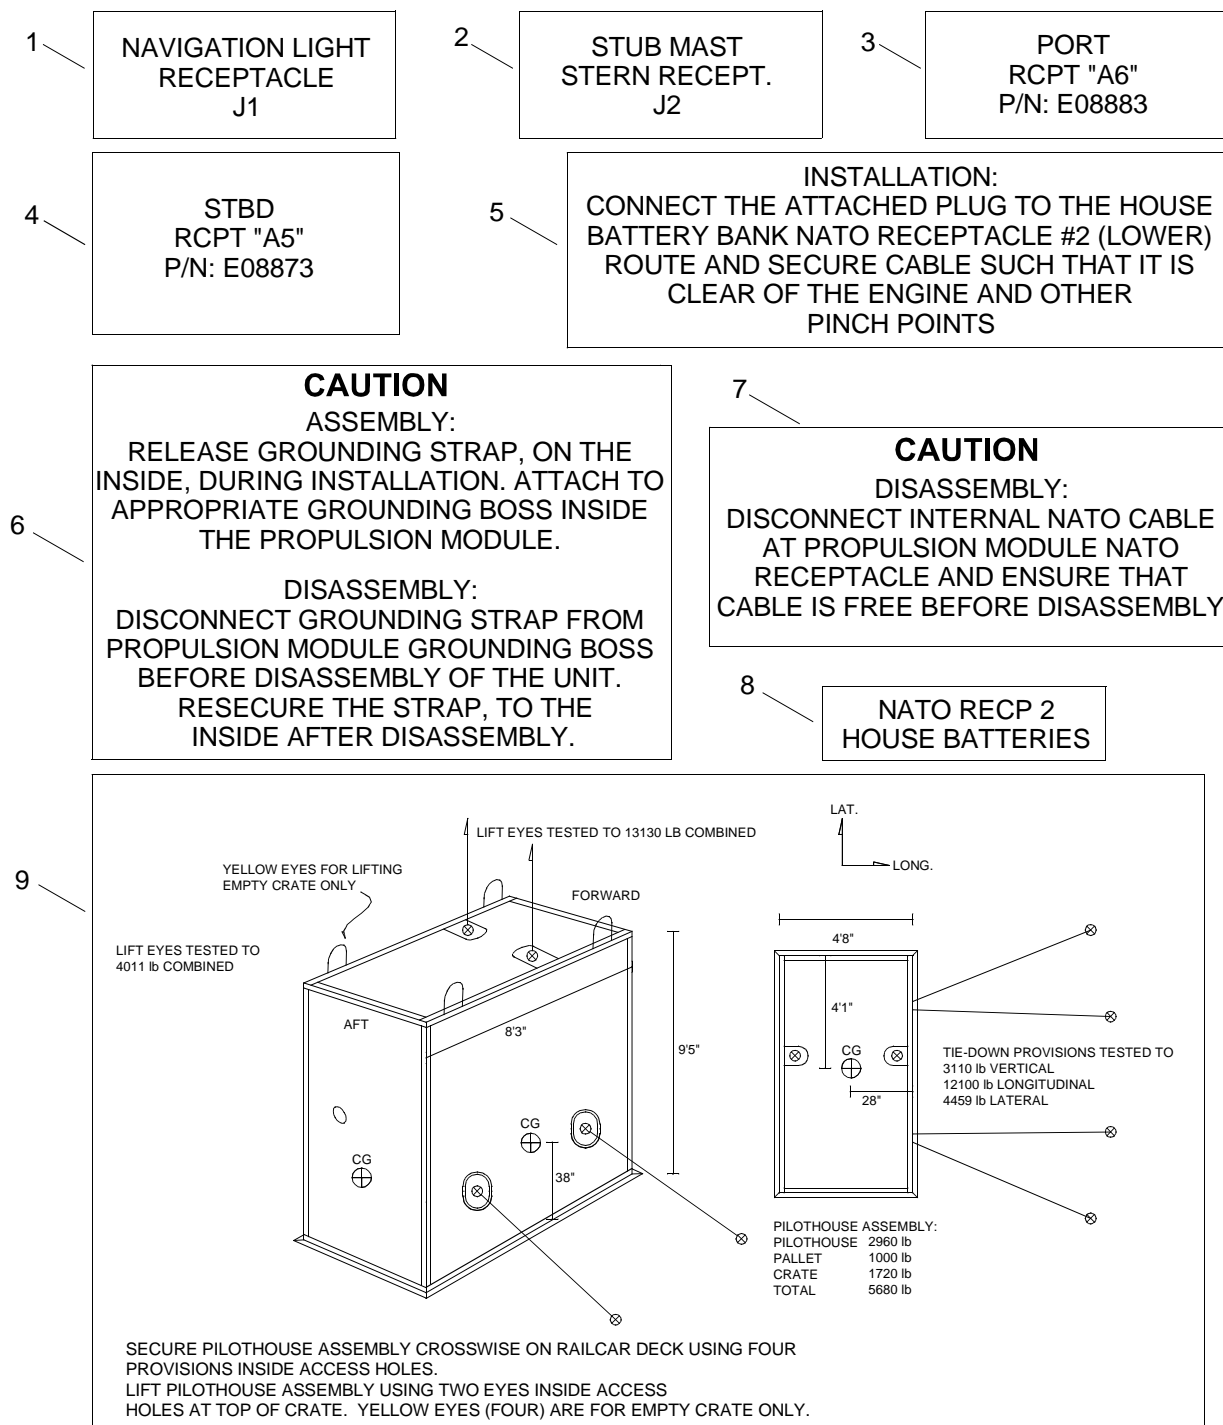 1
NAVIGATION LIGHT
RECEPTACLE
J1
2
STUB MAST
STERN RECEPT.
J2
3
PORT
RCPT "A6"
P/N: E08883
4
STBD
RCPT "A5"
P/N: E08873
5
INSTALLATION:
CONNECT THE ATTACHED PLUG TO THE HOUSE
BATTERY BANK NATO RECEPTACLE #2 (LOWER)
ROUTE AND SECURE CABLE SUCH THAT IT IS
CLEAR OF THE ENGINE AND OTHER
PINCH POINTS
6
CAUTION
ASSEMBLY:
RELEASE GROUNDING STRAP, ON THE
INSIDE, DURING INSTALLATION. ATTACH TO
APPROPRIATE GROUNDING BOSS INSIDE
THE PROPULSION MODULE.
DISASSEMBLY:
DISCONNECT GROUNDING STRAP FROM
PROPULSION MODULE GROUNDING BOSS
BEFORE DISASSEMBLY OF THE UNIT.
RESECURE THE STRAP, TO THE
INSIDE AFTER DISASSEMBLY.
7
CAUTION
DISASSEMBLY:
DISCONNECT INTERNAL NATO CABLE
AT PROPULSION MODULE NATO
RECEPTACLE AND ENSURE THAT
CABLE IS FREE BEFORE DISASSEMBLY
8
NATO RECP 2
HOUSE BATTERIES
9
LIFT EYES TESTED TO 13130 LB COMBINED
YELLOW EYES FOR LIFTING
EMPTY CRATE ONLY
FORWARD
LIFT EYES TESTED TO
4011 lb COMBINED
AFT
8'3"
9'5"
CG
CG
38"
LAT.
LONG.
4'8"
4'1"
CG
28"
TIE-DOWN PROVISIONS TESTED TO
3110 lb VERTICAL
12100 lb LONGITUDINAL
4459 lb LATERAL
PILOTHOUSE ASSEMBLY:
PILOTHOUSE 2960 lb
PALLET 1000 lb
CRATE 1720 lb
TOTAL 5680 lb
SECURE PILOTHOUSE ASSEMBLY CROSSWISE ON RAILCAR DECK USING FOUR
PROVISIONS INSIDE ACCESS HOLES.
LIFT PILOTHOUSE ASSEMBLY USING TWO EYES INSIDE ACCESS
HOLES AT TOP OF CRATE. YELLOW EYES (FOUR) ARE FOR EMPTY CRATE ONLY.